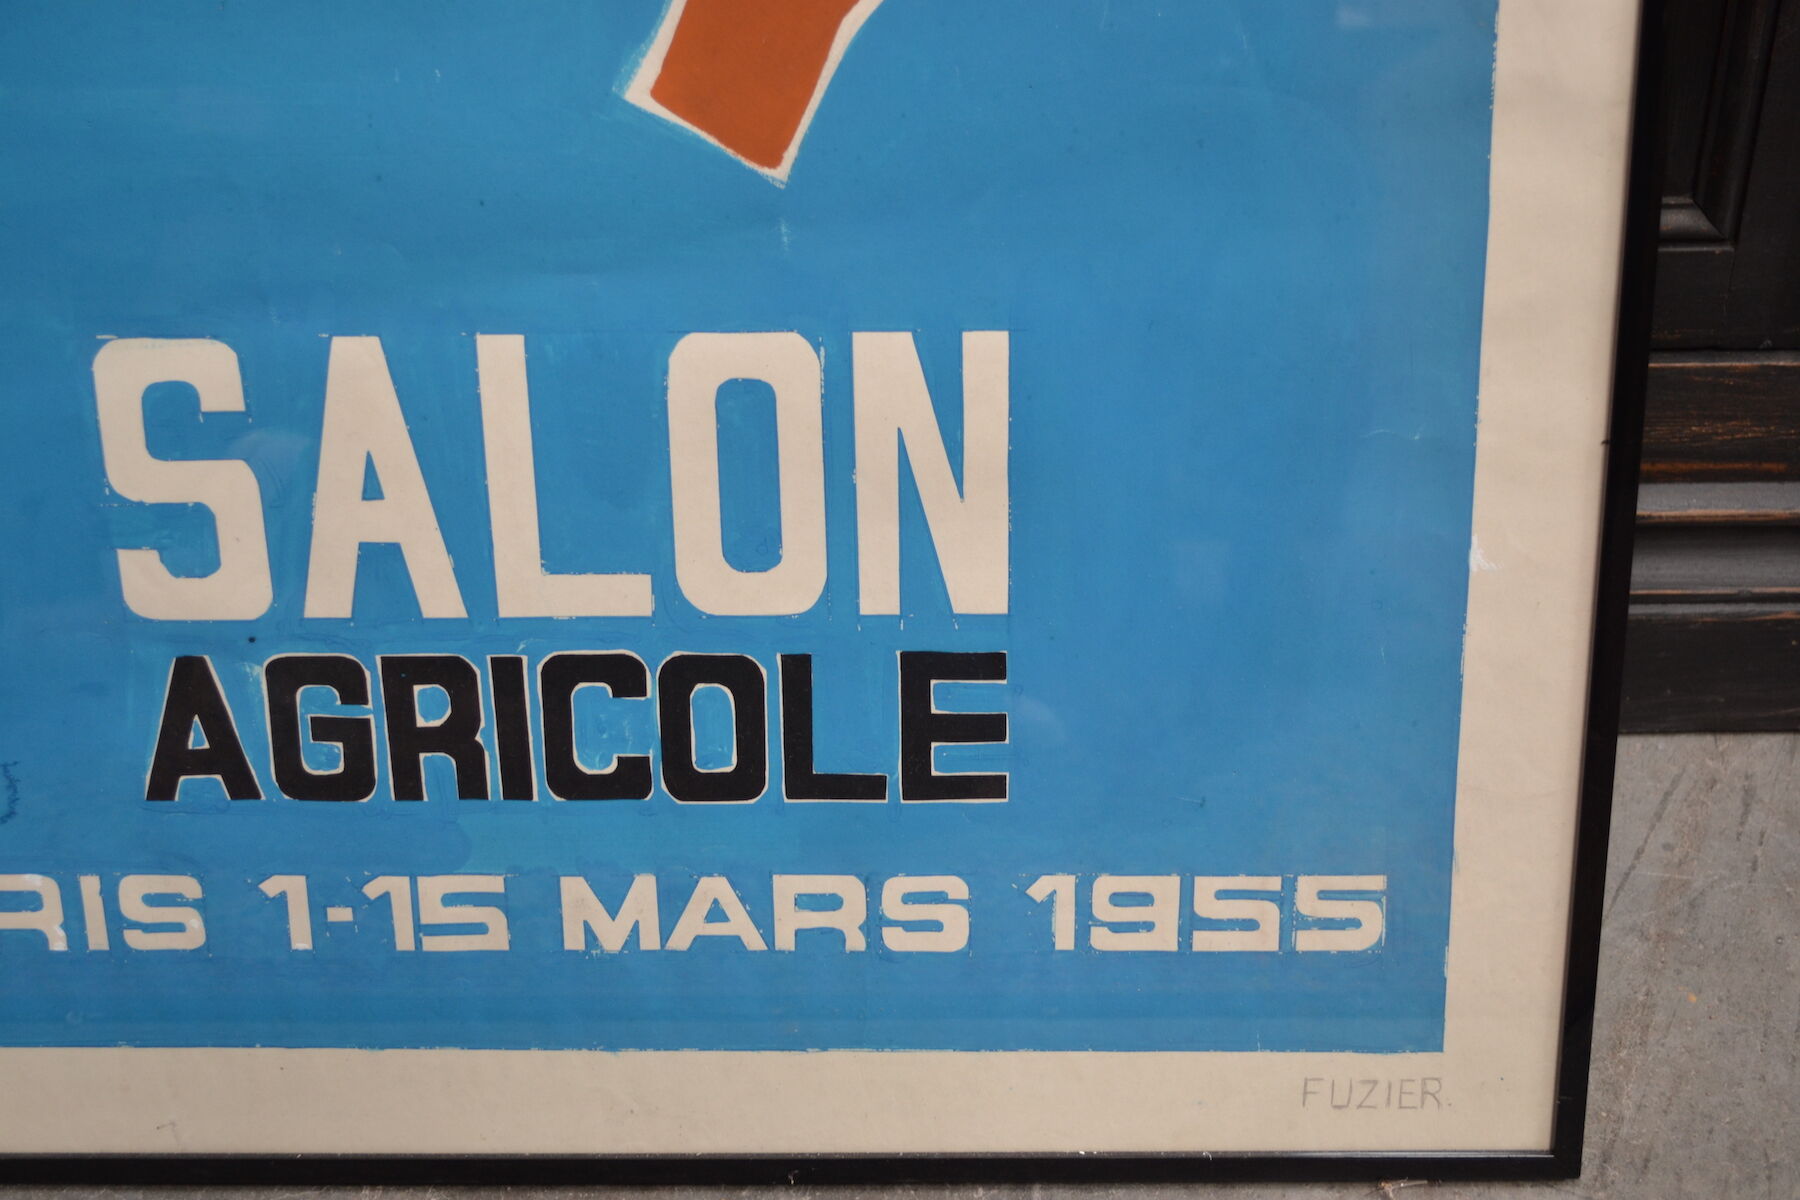 SALON
AGRICOLE
RIS 1-15 MARS 1955
FUZIER.